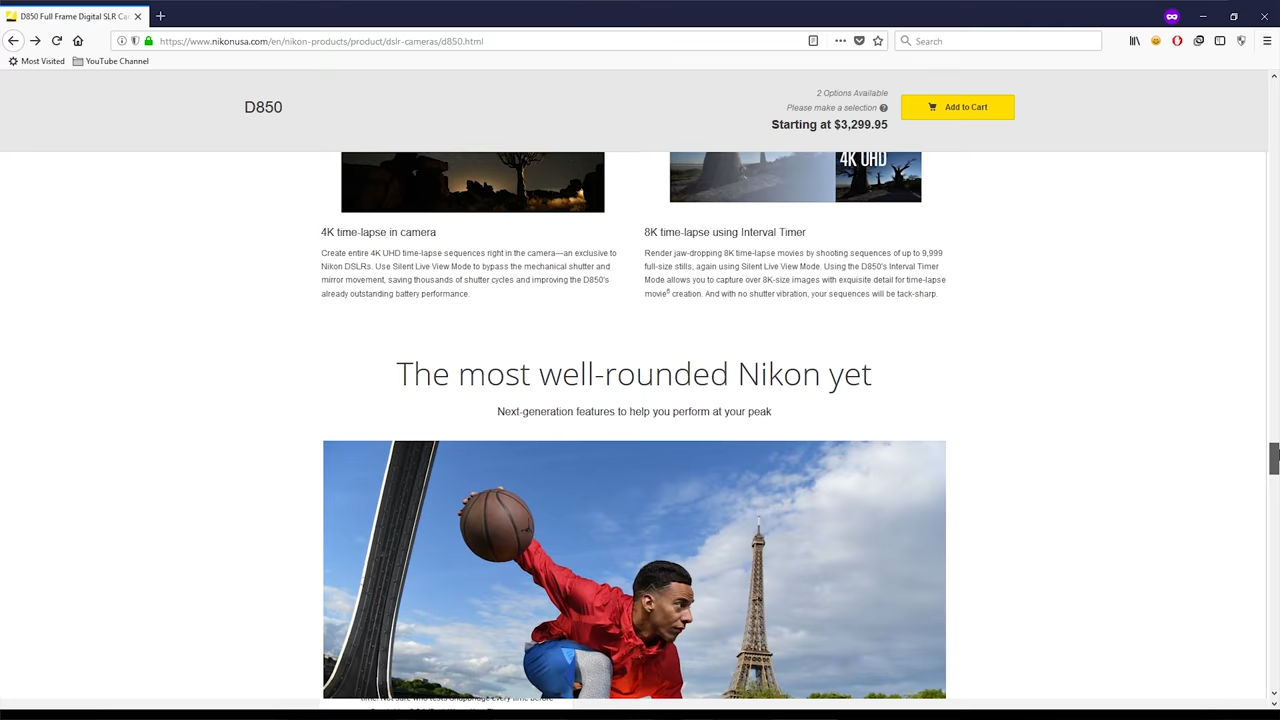 D850 Full Frame Digital SLR Ca
https://www.nikonusa.com/en/nikon-products/product/dslr-cameras/d850.html
Search
Most Visited
YouTube Channel
D850
2 Options Available
Please make a selection
Starting at $3,299.95
Add to Cart
4K UHD
4K time-lapse in camera
Create entire 4K UHD time-lapse sequences right in the camera—an exclusive to
Nikon DSLRs. Use Silent Live View Mode to bypass the mechanical shutter and
mirror movement, saving thousands of shutter cycles and improving the D850's
already outstanding battery performance.
8K time-lapse using Interval Timer
Render jaw-dropping 8K time-lapse movies by shooting sequences of up to 9,999
full-size stills, again using Silent Live View Mode. Using the D850's Interval Timer
Mode allows you to capture over 8K-size images with exquisite detail for time-lapse
movie⁸ creation. And with no shutter vibration, your sequences will be tack-sharp.
The most well-rounded Nikon yet
Next-generation features to help you perform at your peak